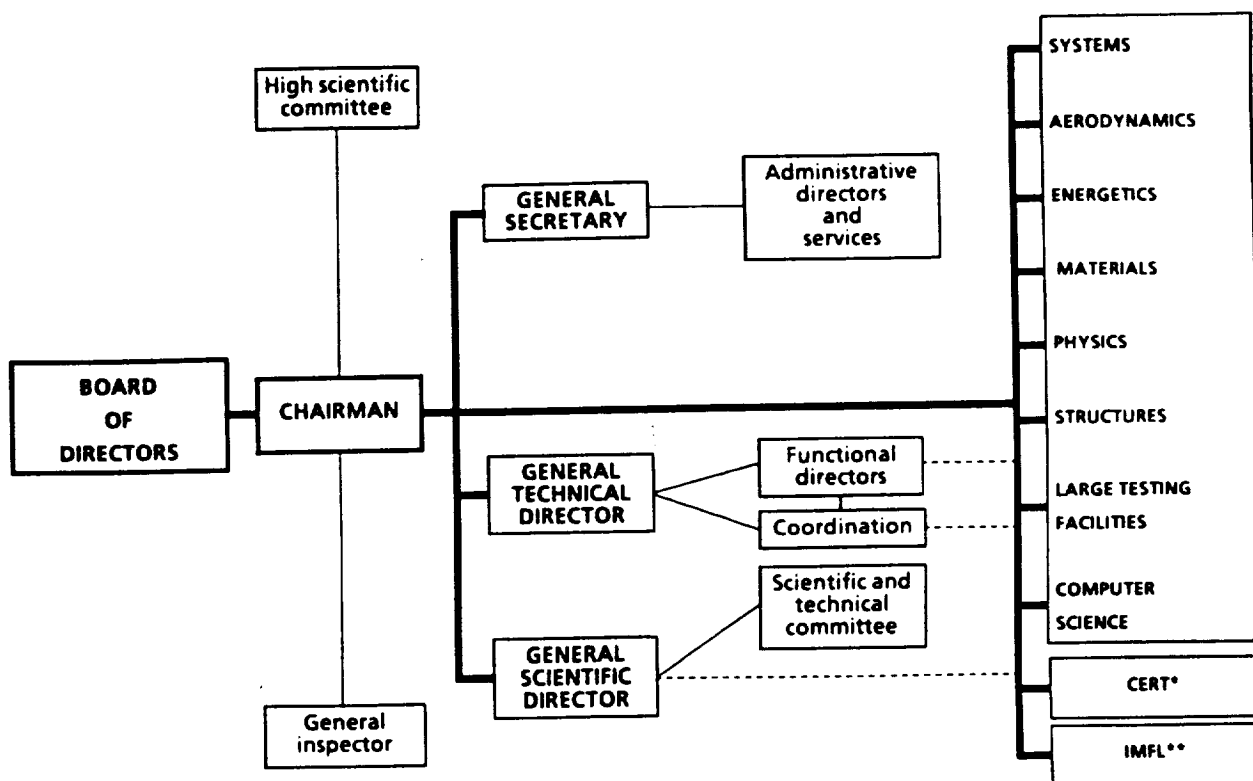 High scientific
committee
BOARD
OF
DIRECTORS
CHAIRMAN
General
inspector
GENERAL
SECRETARY
Administrative
directors
and
services
GENERAL
TECHNICAL
DIRECTOR
Functional
directors
Coordination
GENERAL
SCIENTIFIC
DIRECTOR
Scientific and
technical
committee
SYSTEMS
AERODYNAMICS
ENERGETICS
MATERIALS
PHYSICS
STRUCTURES
LARGE TESTING
FACILITIES
COMPUTER
SCIENCE
CERT*
IMFL**